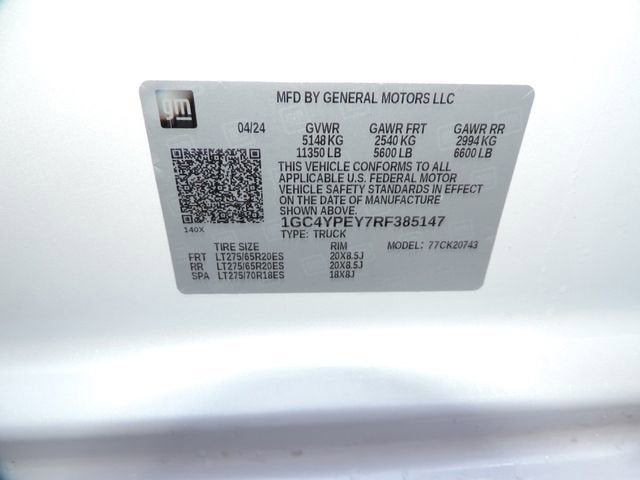 gm
MFD BY GENERAL MOTORS LLC
04/24 GVWR GAWR FRT GAWR RR
5148 KG 2540 KG 2994 KG
11350 LB 5600 LB 6600 LB
THIS VEHICLE CONFORMS TO ALL
APPLICABLE U.S. FEDERAL MOTOR
VEHICLE SAFETY STANDARDS IN EFFECT
ON THE DATE OF MANUFACTURE
SHOWN ABOVE.
1GC4YPEY7RF385147
140X TYPE: TRUCK
TIRE SIZE RIM MODEL: 77CK20743
FRT LT275/65R20ES 20X8.5J
RR LT275/65R20ES 20X8.5J
SPA LT275/70R18ES 18X8J